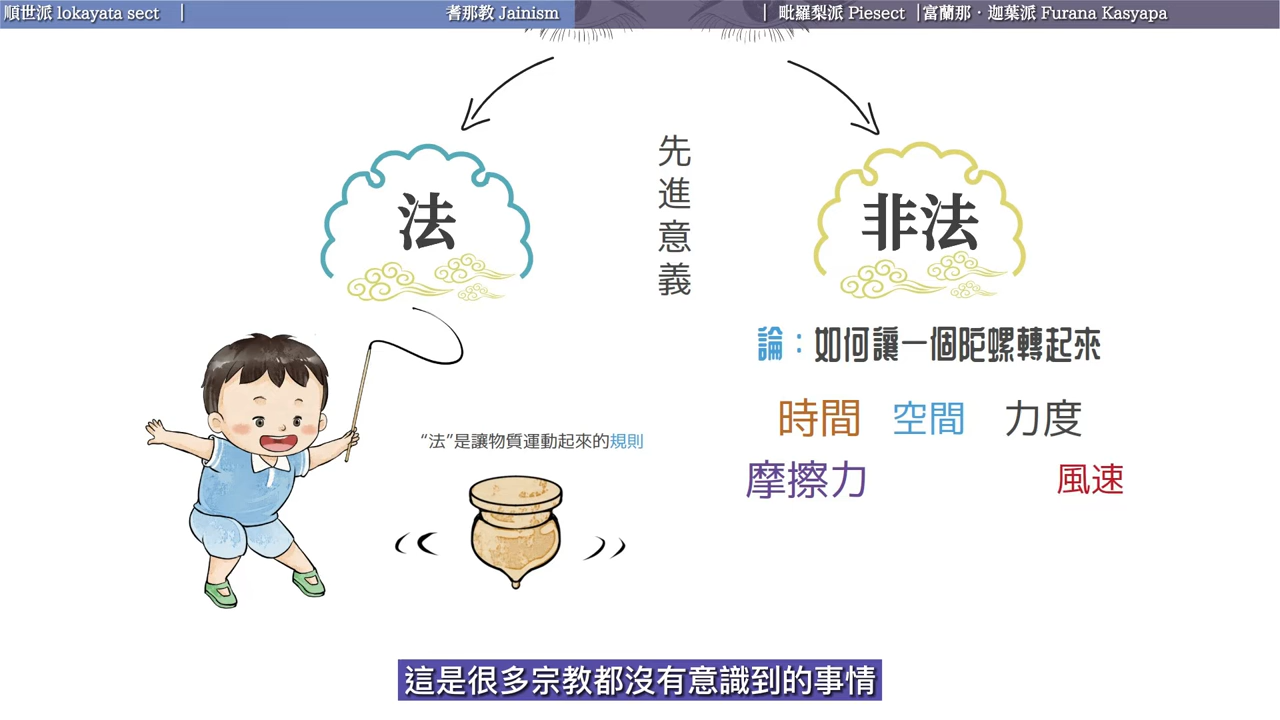 順世派 lokayata sect | 耆那教 Jainism | 毗羅梨派 Piesect |富蘭那·迦葉派 Furana Kasyapa
先進意義
法
非法
論：如何讓一個陀螺轉起來
時間 空間 力度
摩擦力 風速
“法”是讓物質運動起來的規則
這是很多宗教都沒有意識到的事情